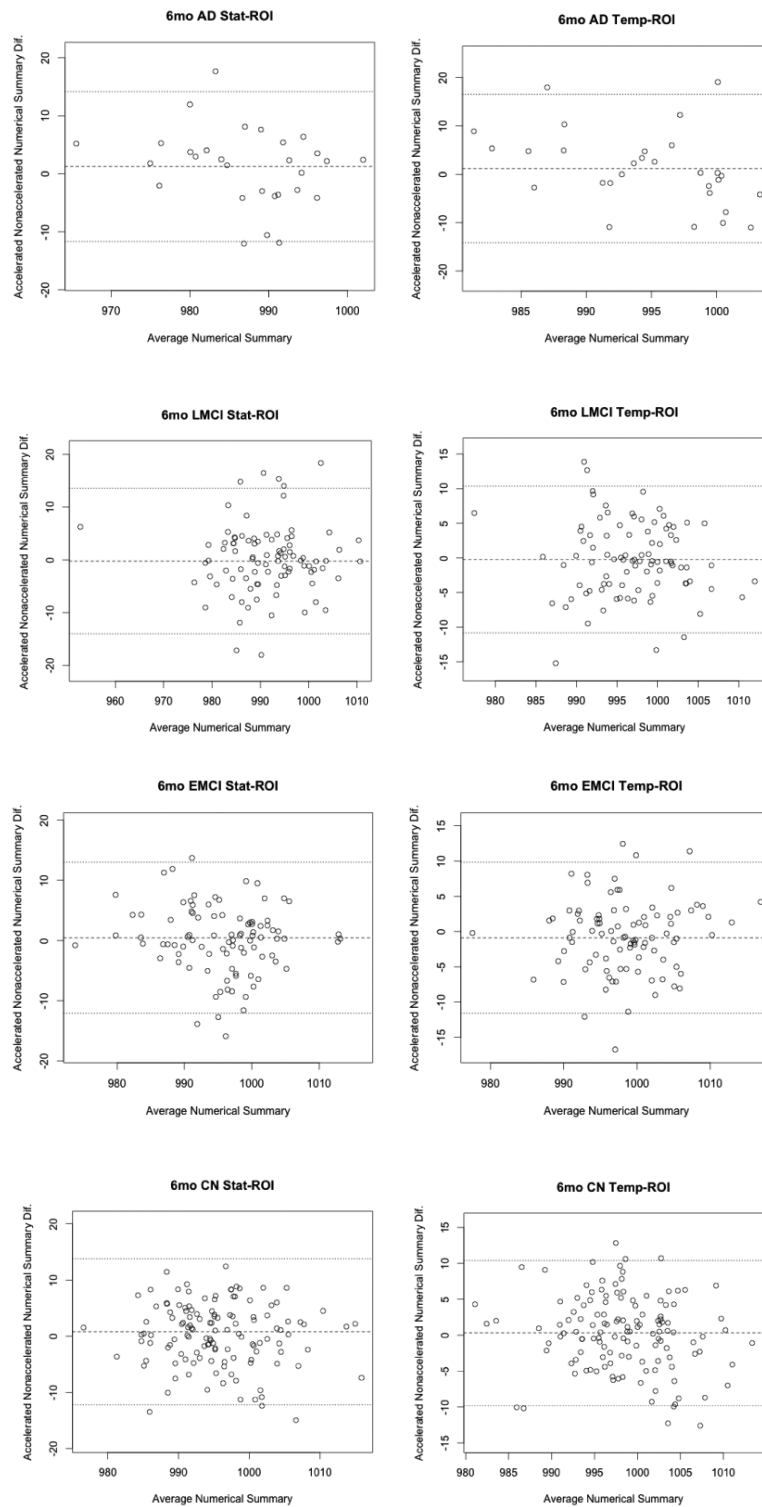 6mo AD Stat-ROI
Accelerated Nonaccelerated Numerical Summary Dif.
20
10
0
-10
-20
970 980 990 1000
Average Numerical Summary
6mo AD Temp-ROI
Accelerated Nonaccelerated Numerical Summary Dif.
20
10
0
-10
-20
985 990 995 1000
Average Numerical Summary
6mo LMCI Stat-ROI
Accelerated Nonaccelerated Numerical Summary Dif.
20
10
0
-10
-20
960 970 980 990 1000 1010
Average Numerical Summary
6mo LMCI Temp-ROI
Accelerated Nonaccelerated Numerical Summary Dif.
15
10
5
0
-5
-10
-15
980 985 990 995 1000 1005 1010
Average Numerical Summary
6mo EMCI Stat-ROI
Accelerated Nonaccelerated Numerical Summary Dif.
20
10
0
-10
-20
980 990 1000 1010
Average Numerical Summary
6mo EMCI Temp-ROI
Accelerated Nonaccelerated Numerical Summary Dif.
15
10
5
0
-5
-10
-15
980 990 1000 1010
Average Numerical Summary
6mo CN Stat-ROI
Accelerated Nonaccelerated Numerical Summary Dif.
20
10
0
-10
-20
980 990 1000 1010
Average Numerical Summary
6mo CN Temp-ROI
Accelerated Nonaccelerated Numerical Summary Dif.
15
10
5
0
-5
-10
-15
980 985 990 995 1000 1005 1010
Average Numerical Summary